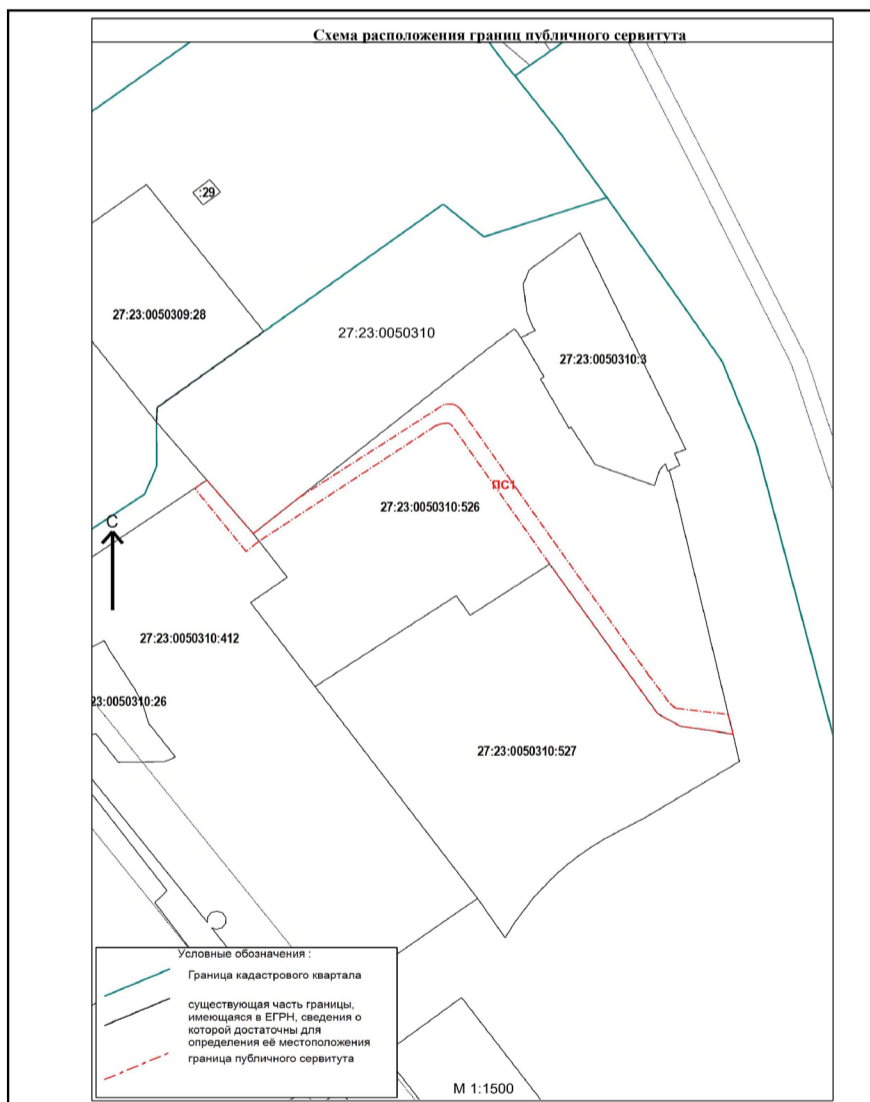 Схема расположения границ публичного сервитута
:29
27:23:0050309:28
27:23:0050310
27:23:0050310:3
ПС1
27:23:0050310:526
С
27:23:0050310:412
23:0050310:26
27:23:0050310:527
Условные обозначения :
Граница кадастрового квартала
существующая часть границы,
имеющаяся в ЕГРН, сведения о
которой достаточны для
определения её местоположения
граница публичного сервитута
М 1:1500